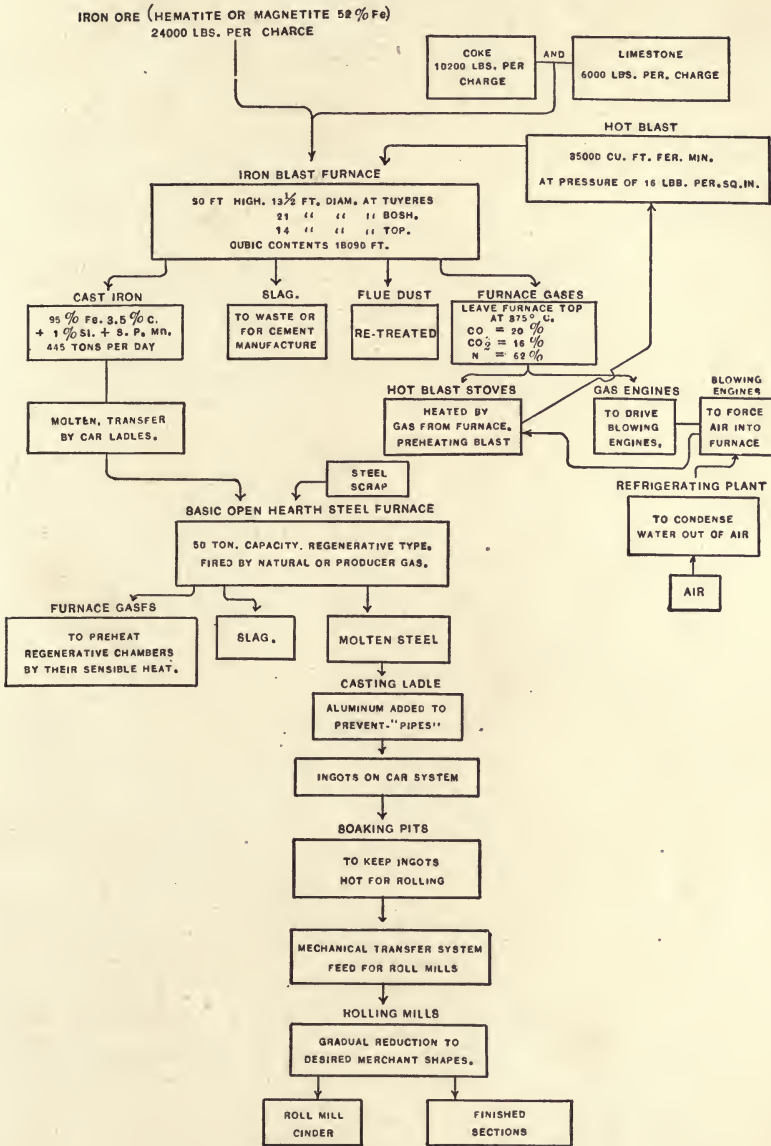 IRON ORE (HEMATITE OR MAGNETITE 52% Fe)
24000 LBS. PER CHARCE
COKE
10200 LBS. PER
CHARGE
AND
LIMESTONE
6000 LBS. PER. CHARGE
HOT BLAST
35000 CU. FT. FER. MIN.
AT PRESSURE OF 16 LBB. PER.SQ.IN.
IRON BLAST FURNACE
90 FT HIGH. 13½ FT. DIAM. AT TUYERES
21 " " " BOSH.
14 " " " TOP.
CUBIC CONTENTS 18090 FT.
CAST IRON
95% Fe. 3.5% C.
+ 1% Si. + S. P. Mn.
445 TONS PER DAY
SLAG.
TO WASTE OR
FOR CEMENT
MANUFACTURE
FLUE DUST
RE-TREATED
FURNACE GASES
LEAVE FURNACE TOP
AT 375° C.
CO = 20%
CO2 = 16%
N = 62%
HOT BLAST STOVES
HEATED BY
GAS FROM FURNACE.
PREHEATING BLAST
GAS ENGINES
TO DRIVE
BLOWING
ENGINES.
BLOWING
ENGINES
TO FORCE
AIR INTO
FURNACE
MOLTEN, TRANSFER
BY CAR LADLES.
STEEL
SCRAP
REFRIGERATING PLANT
TO CONDENSE
WATER OUT OF AIR
AIR
BASIC OPEN HEARTH STEEL FURNACE
50 TON. CAPACITY. REGENERATIVE TYPE.
FIRED BY NATURAL OR PRODUCER GAS.
FURNACE GASFS
TO PREHEAT
REGENERATIVE CHAMBERS
BY THEIR SENSIBLE HEAT.
SLAG.
MOLTEN STEEL
CASTING LADLE
ALUMINUM ADDED TO
PREVENT-"PIPES"
INGOTS ON CAR SYSTEM
SOAKING PITS
TO KEEP INGOTS
HOT FOR ROLLING
MECHANICAL TRANSFER SYSTEM
FEED FOR ROLL MILLS
ROLLING MILLS
GRADUAL REDUCTION TO
DESIRED MERCHANT SHAPES.
ROLL MILL
CINDER
FINISHED
SECTIONS